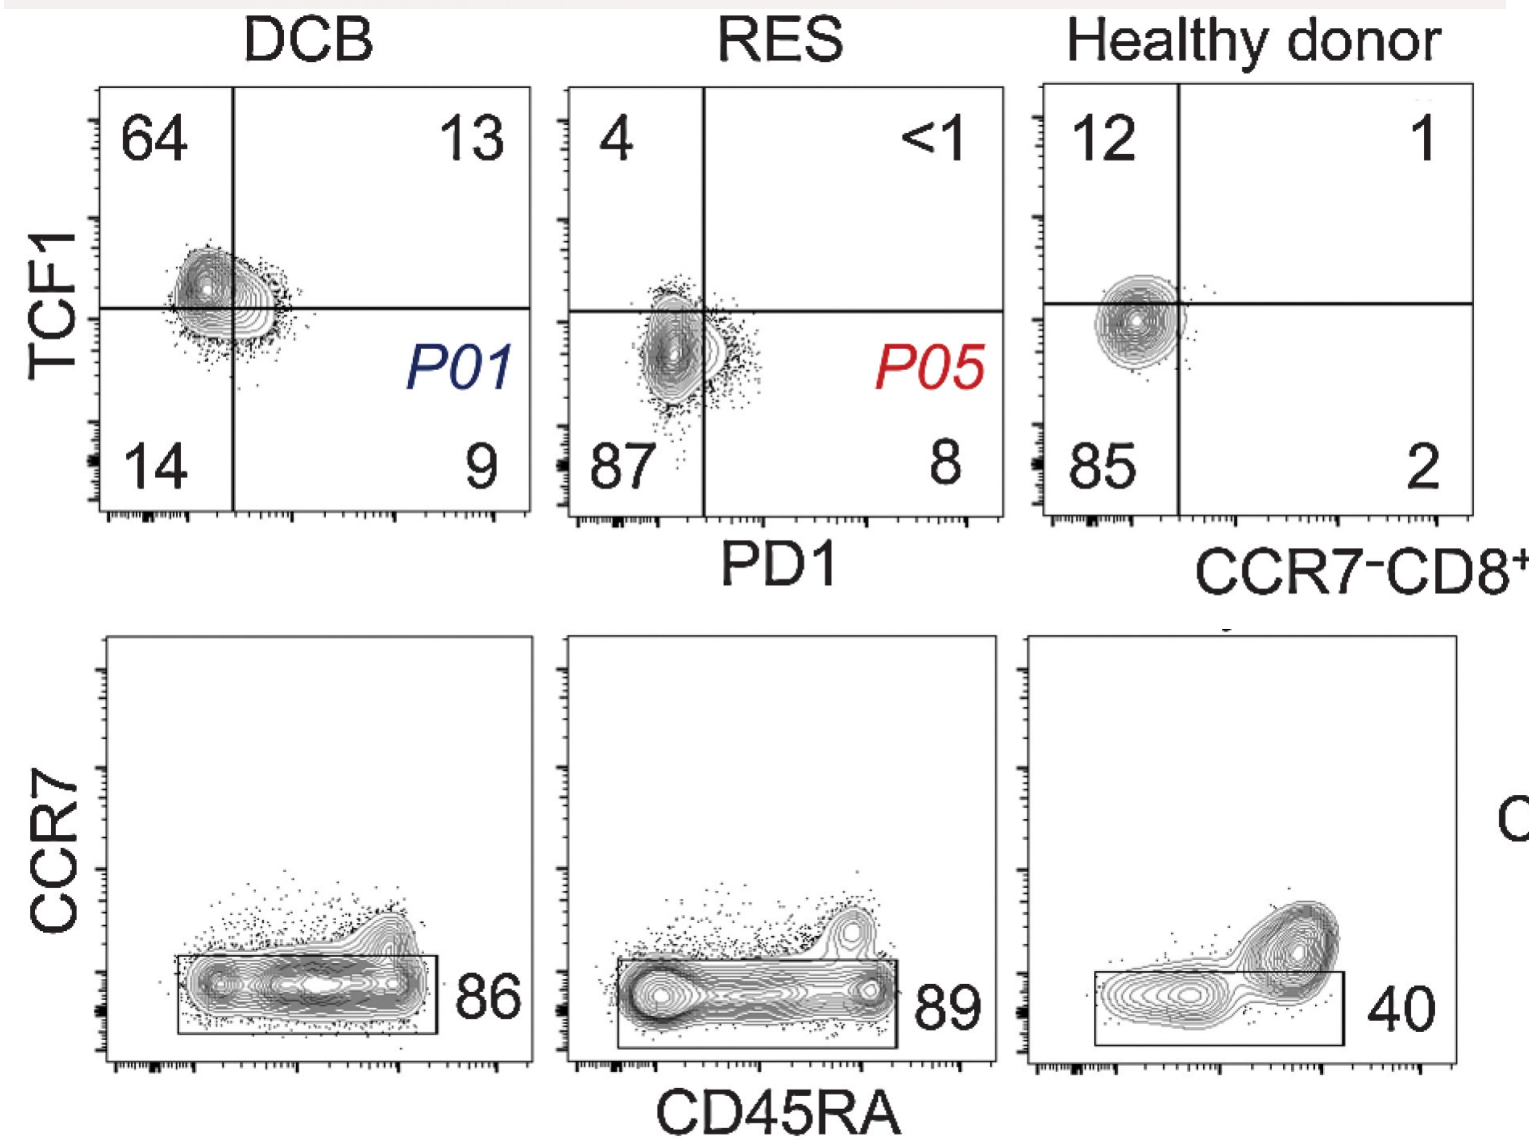 DCB RES Healthy donor
64 13 4 <1 12 1
TCF1
P01 P05
14 9 87 8 85 2
PD1
CCR7-CD8+
CCR7
86 89 40
CD45RA